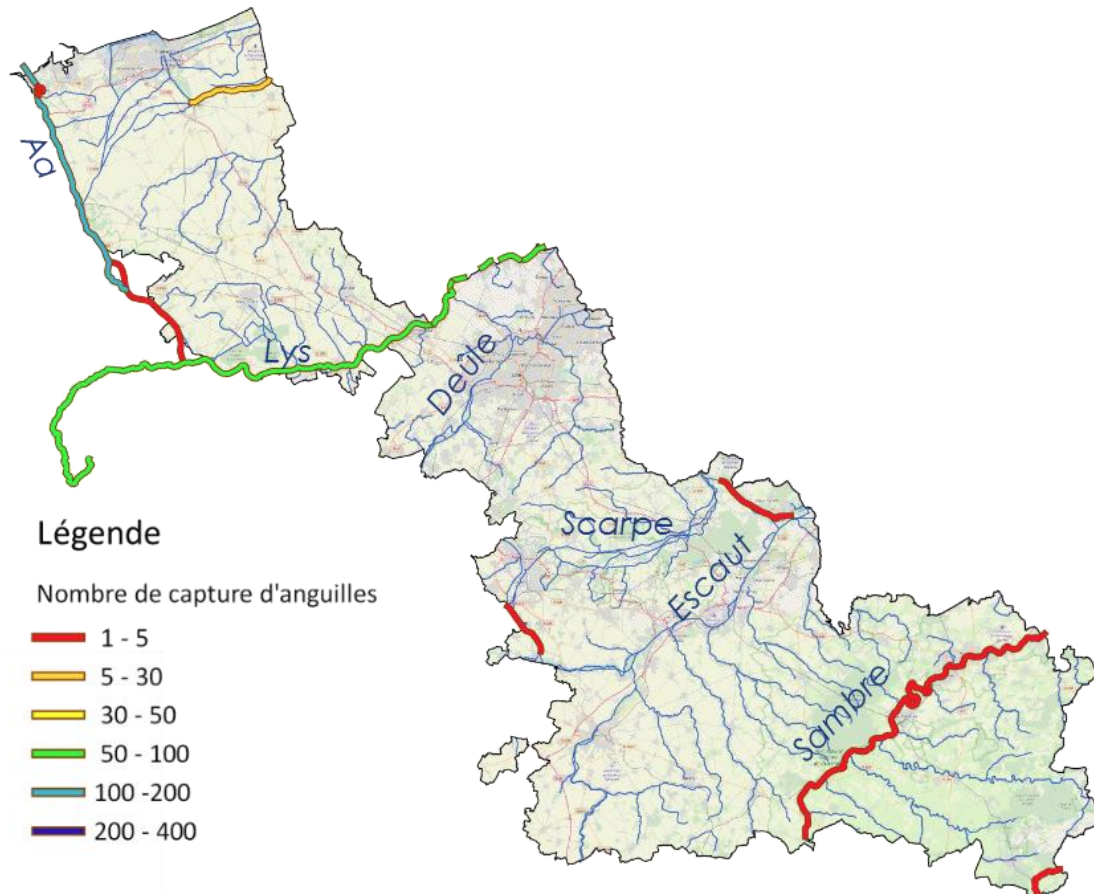 Aa
Lys
Deûle
Scarpe
Escaut
Sambre
Légende
Nombre de capture d'anguilles
1 - 5
5 - 30
30 - 50
50 - 100
100 -200
200 - 400